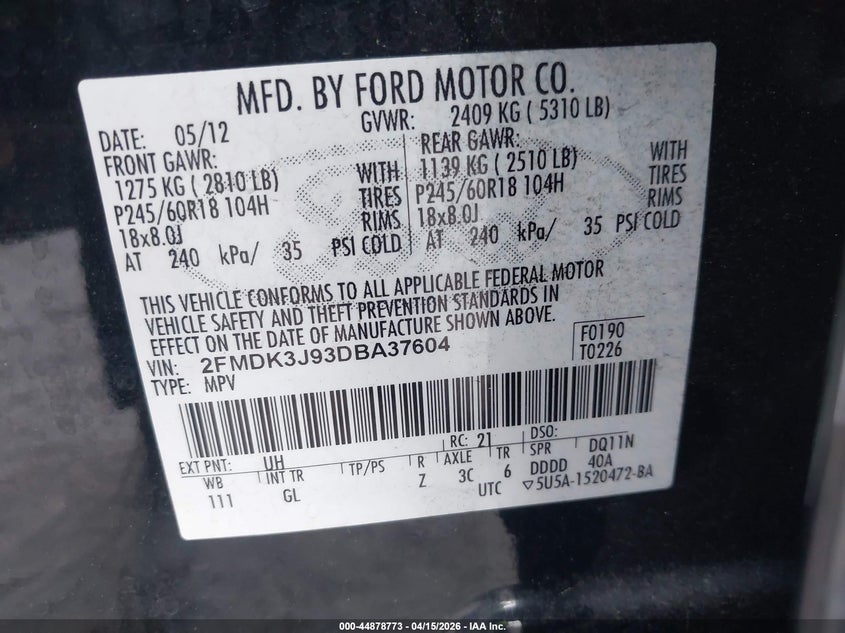 MFD. BY FORD MOTOR CO.
DATE: 05/12 GVWR: 2409 KG ( 5310 LB)
FRONT GAWR: REAR GAWR:
1275 KG ( 2810 LB) WITH 1139 KG ( 2510 LB) WITH
P245/60R18 104H TIRES P245/60R18 104H TIRES
18x8.0J RIMS 18x8.0J RIMS
AT 240 kPa/ 35 PSI COLD AT 240 kPa/ 35 PSI COLD
THIS VEHICLE CONFORMS TO ALL APPLICABLE FEDERAL MOTOR
VEHICLE SAFETY AND THEFT PREVENTION STANDARDS IN
EFFECT ON THE DATE OF MANUFACTURE SHOWN ABOVE.
VIN: 2FMDK3J93DBA37604 F0190
TYPE: MPV T0226
EXT PNT: UH RC: 21 DSO:
WB INT TR TP/PS R AXLE TR SPR DQ11N
111 GL Z 3C 6 DDDD 40A
UTC ▽5U5A-1520472-BA
000-44878773 - 04/15/2026 - IAA Inc.